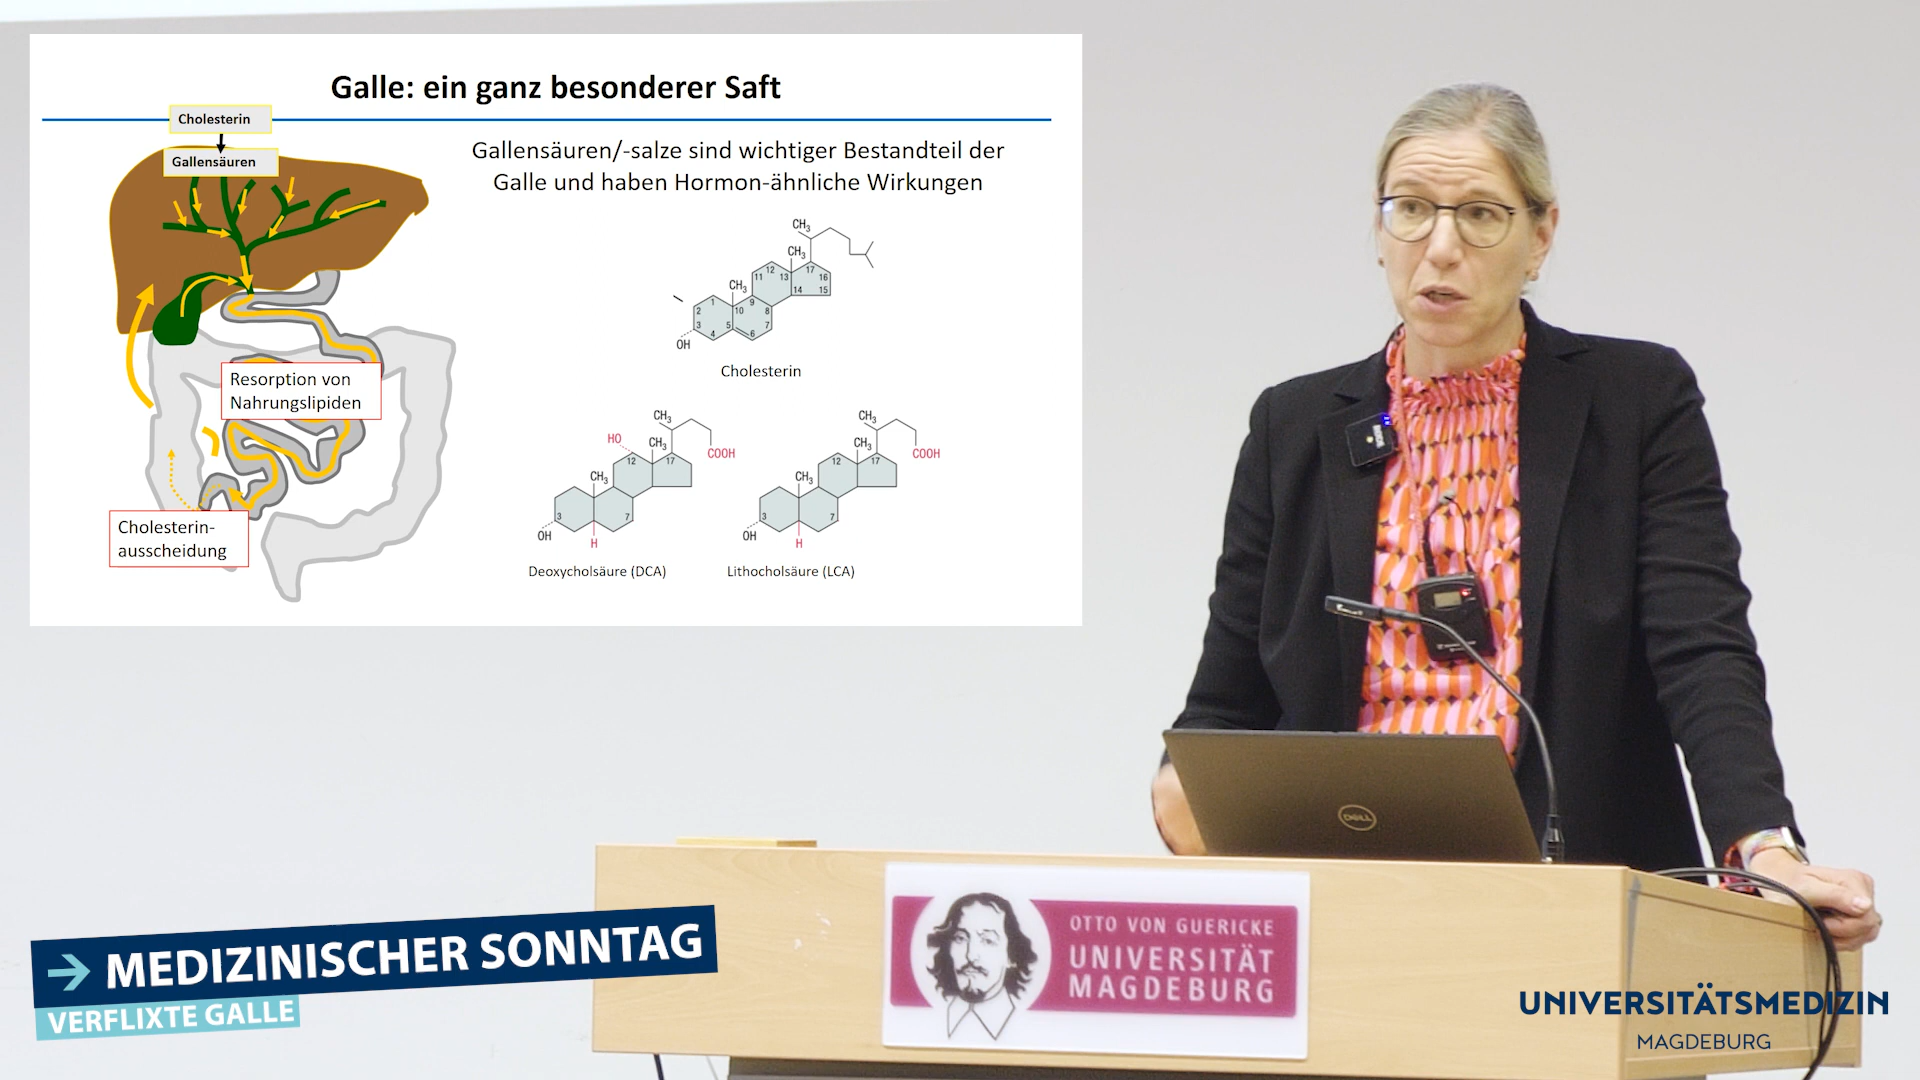 Galle: ein ganz besonderer Saft
Cholesterin
Gallensäuren
Gallensäuren/-salze sind wichtiger Bestandteil der
Galle und haben Hormon-ähnliche Wirkungen
Resorption von
Nahrungslipiden
Cholesterin-
ausscheidung
CH3
CH3
CH3
1
2
3
4
5
6
7
8
9
10
11
12
13
14
15
16
17
OH
Cholesterin
CH3
HO
CH3
COOH
12
17
CH3
3
7
OH
H
Deoxycholsäure (DCA)
CH3
CH3
COOH
12
17
CH3
3
7
OH
H
Lithocholsäure (LCA)
DELL
OTTO VON GUERICKE
UNIVERSITÄT
MAGDEBURG
MEDIZINISCHER SONNTAG
VERFLIXTE GALLE
UNIVERSITÄTSMEDIZIN
MAGDEBURG